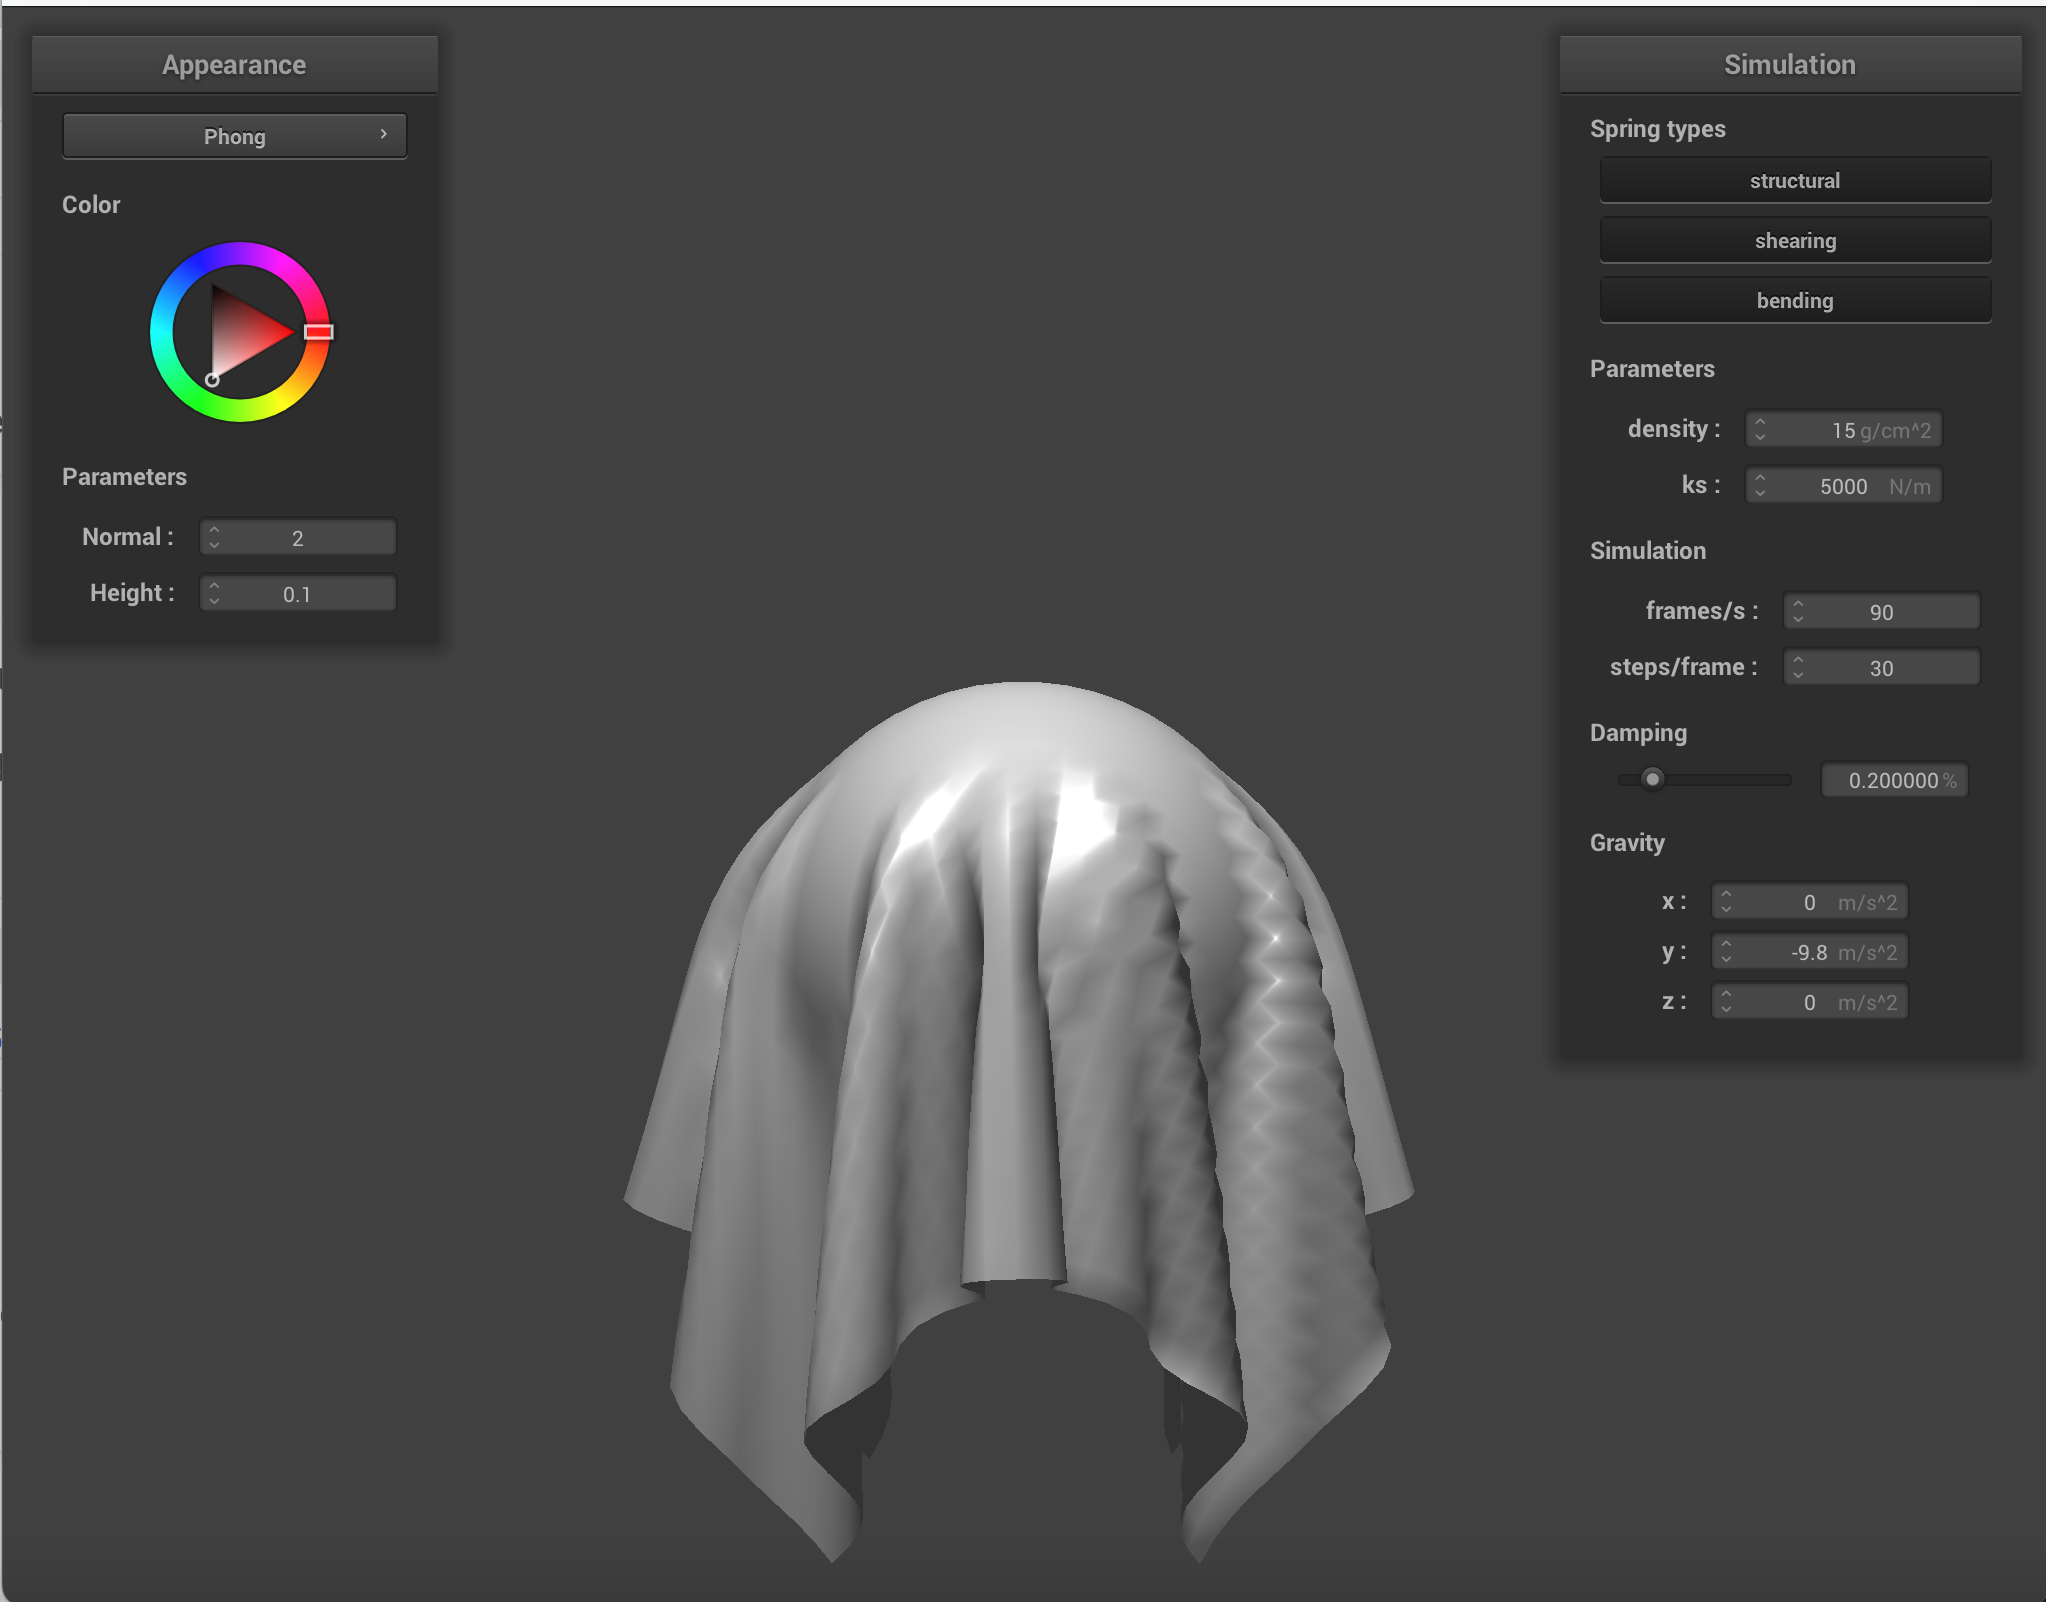 Appearance
Phong
Color
Parameters
Normal : 2
Height : 0.1
Simulation
Spring types
structural
shearing
bending
Parameters
density : 15 g/cm^2
ks : 5000 N/m
Simulation
frames/s : 90
steps/frame : 30
Damping
0.200000 %
Gravity
x : 0 m/s^2
y : -9.8 m/s^2
z : 0 m/s^2